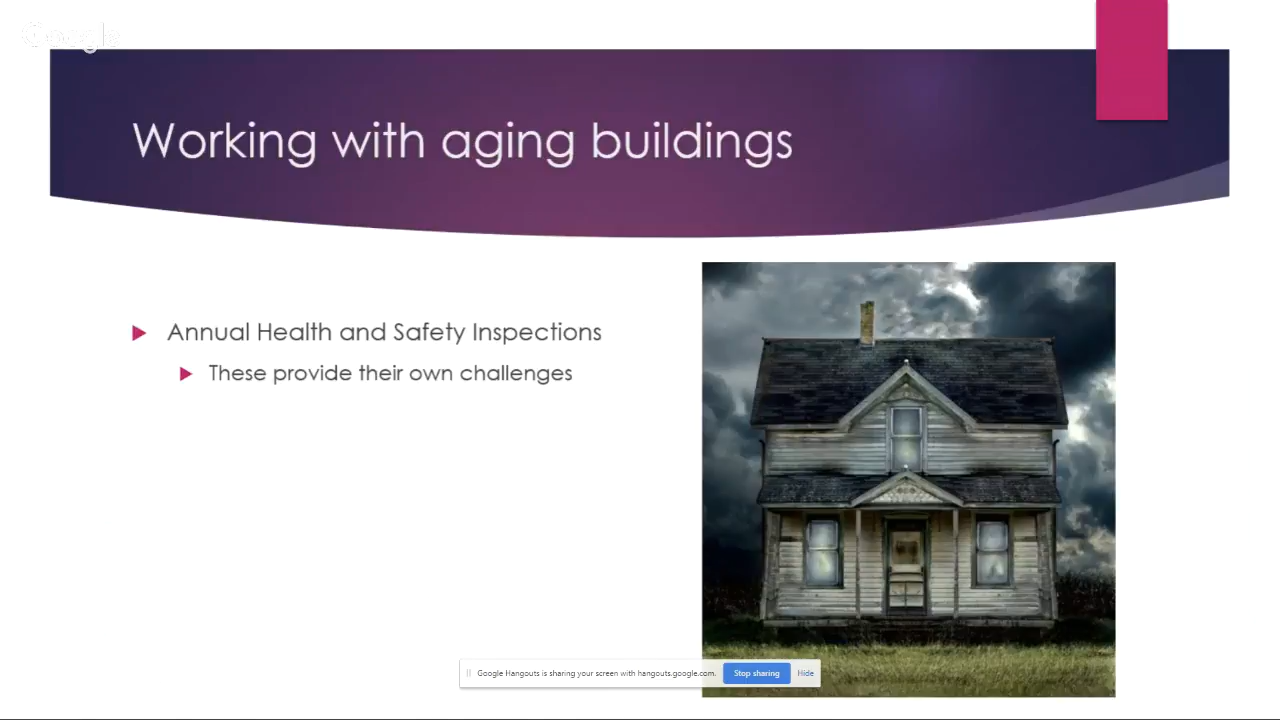 Google
Working with aging buildings
Annual Health and Safety Inspections
These provide their own challenges
Google Hangouts is sharing your screen with hangouts.google.com. Stop sharing Hide